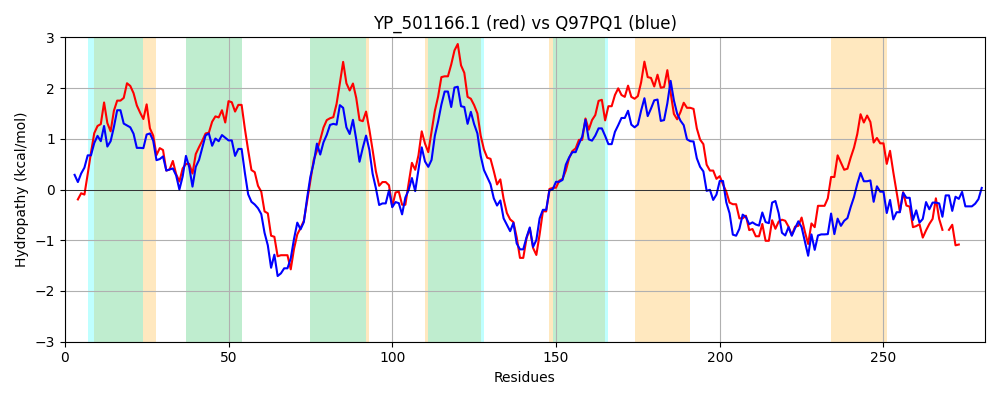 YP_501166.1 (red) vs Q97PQ1 (blue)
Hydropathy (kcal/mol)
3
2
1
0
−1
−2
−3
0 50 100 150 200 250
Residues